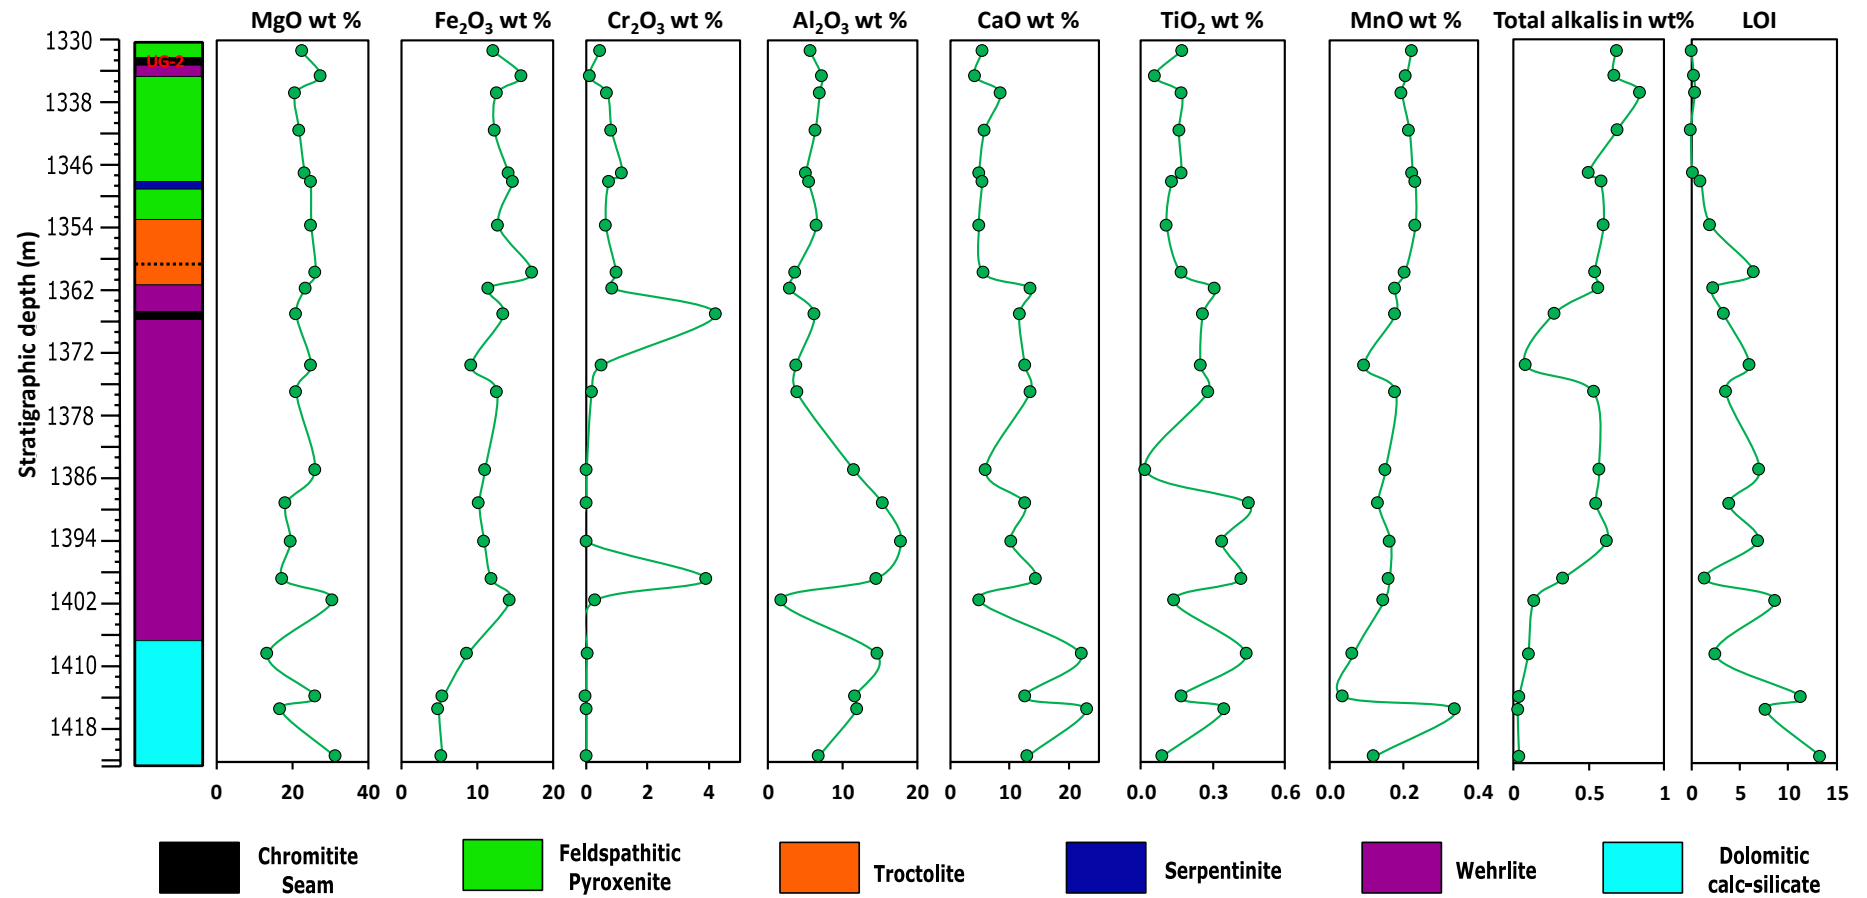 MgO wt % Fe₂O₃ wt % Cr₂O₃ wt % Al₂O₃ wt % CaO wt % TiO₂ wt % MnO wt % Total alkalis in wt% LOI
Stratigraphic depth (m)
1330
UG-2
1338
1346
1354
1362
1372
1378
1386
1394
1402
1410
1418
0 20 40 0 10 20 0 2 4 0 10 20 0 10 20 0.0 0.3 0.6 0.0 0.2 0.4 0 0.5 1 0 5 10 15
Chromitite
Seam
Feldspathitic
Pyroxenite
Troctolite
Serpentinite
Wehrlite
Dolomitic
calc-silicate